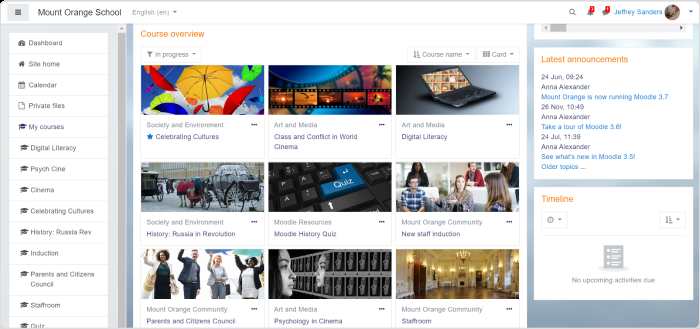 Mount Orange School
English (en)
Jeffrey Sanders
Dashboard
Site home
Calendar
Private files
My courses
Digital Literacy
Psych Cine
Cinema
Celebrating Cultures
History: Russia Rev
Induction
Parents and Citizens
Council
Staffroom
Quiz
Course overview
In progress
Course name
Card
Society and Environment
Celebrating Cultures
Art and Media
Class and Conflict in World
Cinema
Art and Media
Digital Literacy
Society and Environment
History: Russia in Revolution
Quiz
Moodle Resources
Moodle History Quiz
Mount Orange Community
New staff induction
Mount Orange Community
Parents and Citizens Council
Art and Media
Psychology in Cinema
Mount Orange Community
Staffroom
Latest announcements
24 Jun, 09:24
Anna Alexander
Mount Orange is now running Moodle 3.7
26 Nov, 10:49
Anna Alexander
Take a tour of Moodle 3.6!
24 Jul, 11:39
Anna Alexander
See what's new in Moodle 3.5!
Older topics ...
Timeline
No upcoming activities due